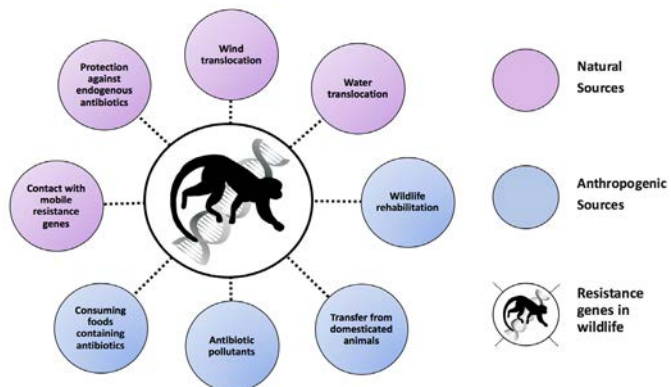 Wind
translocation
Protection
against
endogenous
antibiotics
Water
translocation
Contact with
mobile
resistance
genes
Wildlife
rehabilitation
Consuming
foods
containing
antibiotics
Antibiotic
pollutants
Transfer from
domesticated
animals
Natural
Sources
Anthropogenic
Sources
Resistance
genes in
wildlife